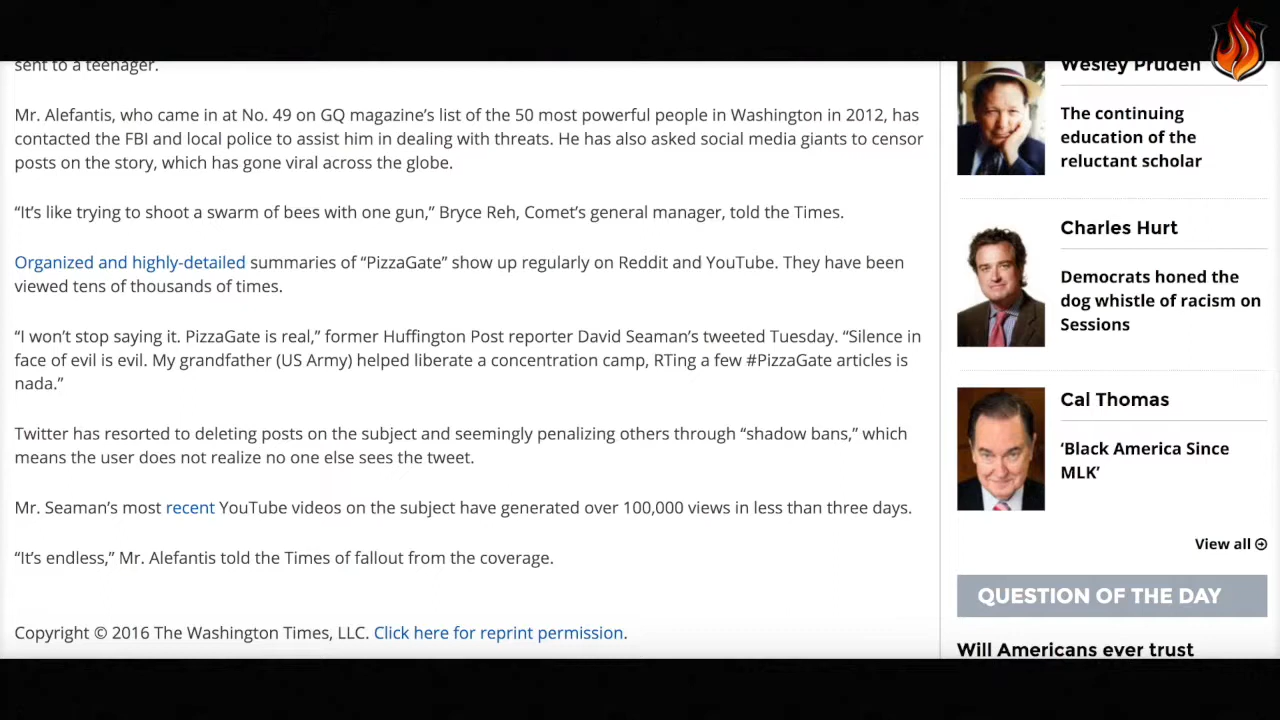 sent to a teenager.
Mr. Alefantis, who came in at No. 49 on GQ magazine’s list of the 50 most powerful people in Washington in 2012, has
contacted the FBI and local police to assist him in dealing with threats. He has also asked social media giants to censor
posts on the story, which has gone viral across the globe.
“It’s like trying to shoot a swarm of bees with one gun,” Bryce Reh, Comet’s general manager, told the Times.
Organized and highly-detailed summaries of “PizzaGate” show up regularly on Reddit and YouTube. They have been
viewed tens of thousands of times.
“I won’t stop saying it. PizzaGate is real,” former Huffington Post reporter David Seaman’s tweeted Tuesday. “Silence in
face of evil is evil. My grandfather (US Army) helped liberate a concentration camp, RTing a few #PizzaGate articles is
nada.”
Twitter has resorted to deleting posts on the subject and seemingly penalizing others through “shadow bans,” which
means the user does not realize no one else sees the tweet.
Mr. Seaman’s most recent YouTube videos on the subject have generated over 100,000 views in less than three days.
“It’s endless,” Mr. Alefantis told the Times of fallout from the coverage.
Copyright © 2016 The Washington Times, LLC. Click here for reprint permission.
Wesley Pruden
The continuing
education of the
reluctant scholar
Charles Hurt
Democrats honed the
dog whistle of racism on
Sessions
Cal Thomas
‘Black America Since
MLK’
View all
QUESTION OF THE DAY
Will Americans ever trust